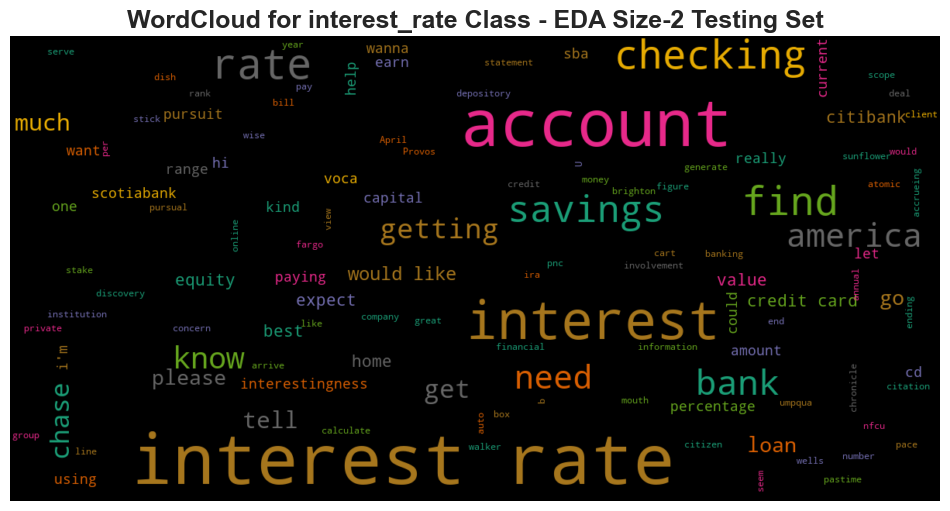 WordCloud for interest_rate Class - EDA Size-2 Testing Set
serve
year
wanna
sba
checking
rate
earn
help
statement
current
dish
rank
pay
bill
depository
scope
deal
much
stick
pursuit
account
citibank
client
wise
April
Provos
want
per
hi
range
voca
U
really
sunflower
would
generate
scotiabank
capital
credit
money
brighton
figure
atomic
accrueing
one
pursual
kind
view
savings
find
online
fargo
getting
america
let
stake
equity
paying
would like
ira
pnc
cart
banking
involvement
value
annual
discovery
expect
interest
could
credit card
go
ending
institution
private
concern
best
like
company
great
end
i'm
know
arrive
home
financial
information
amount
please
interestingness
get
need
bank
cd
citation
chronicle
chase
tell
auto
box
b
mouth
percentage
umpqua
nfcu
group
line
calculate
walker
citizen
loan
pace
interest rate
wells
number
using
seem
pastime